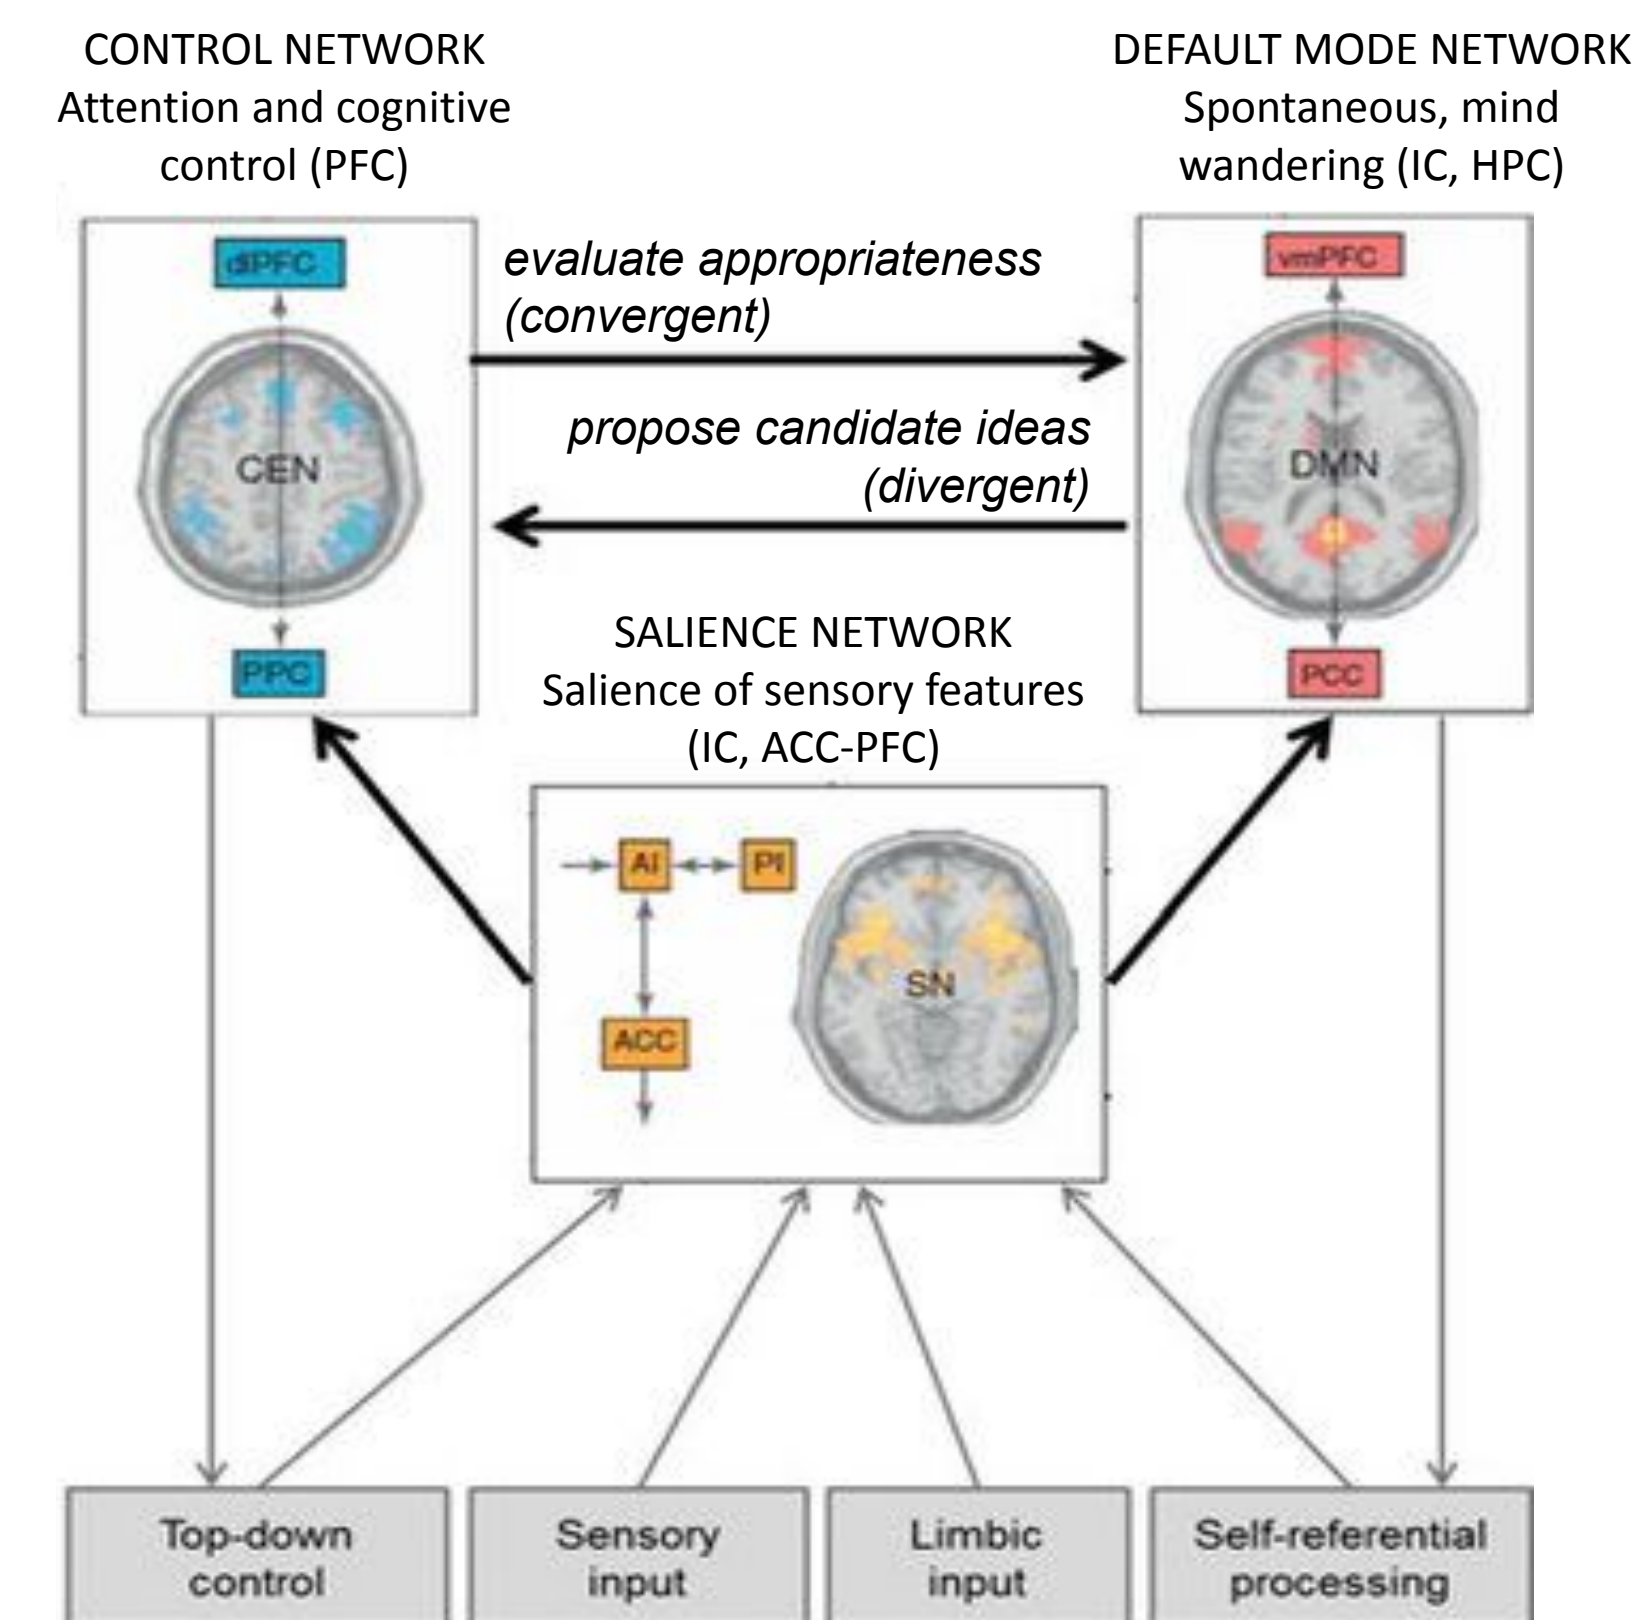 CONTROL NETWORK
Attention and cognitive
control (PFC)
DEFAULT MODE NETWORK
Spontaneous, mind
wandering (IC, HPC)
dlPFC
CEN
PPC
evaluate appropriateness
(convergent)
propose candidate ideas
(divergent)
vmPFC
DMN
PCC
SALIENCE NETWORK
Salience of sensory features
(IC, ACC-PFC)
AI
PI
ACC
SN
Top-down
control
Sensory
input
Limbic
input
Self-referential
processing